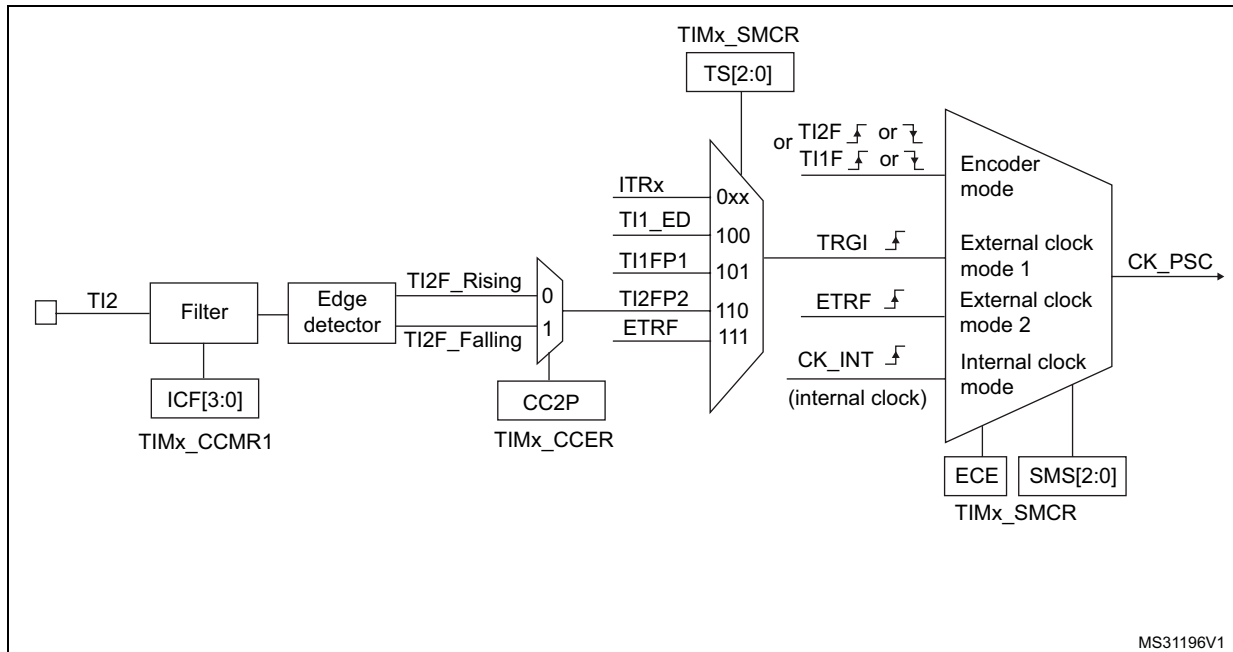 TIMx_SMCR
TS[2:0]
or TI2F or
TI1F or
Encoder
mode
ITRx
0xx
TI1_ED
100
TRGI
External clock
mode 1
CK_PSC
TI1FP1
101
TI2F_Rising
0
TI2FP2
110
ETRF
External clock
mode 2
TI2
Filter
Edge
detector
1
ETRF
111
TI2F_Falling
CK_INT
Internal clock
mode
(internal clock)
ICF[3:0]
CC2P
TIMx_CCMR1
TIMx_CCER
ECE
SMS[2:0]
TIMx_SMCR
MS31196V1